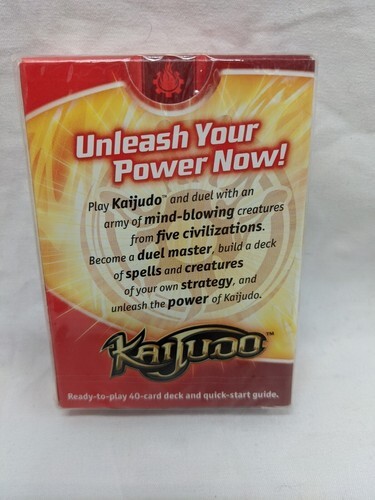 Unleash Your
Power Now!
Play Kaijudo™ and duel with an
army of mind-blowing creatures
from five civilizations.
Become a duel master, build a deck
of spells and creatures
of your own strategy, and
unleash the power of Kaijudo.
KAIJUDO™
Ready-to-play 40-card deck and quick-start guide.